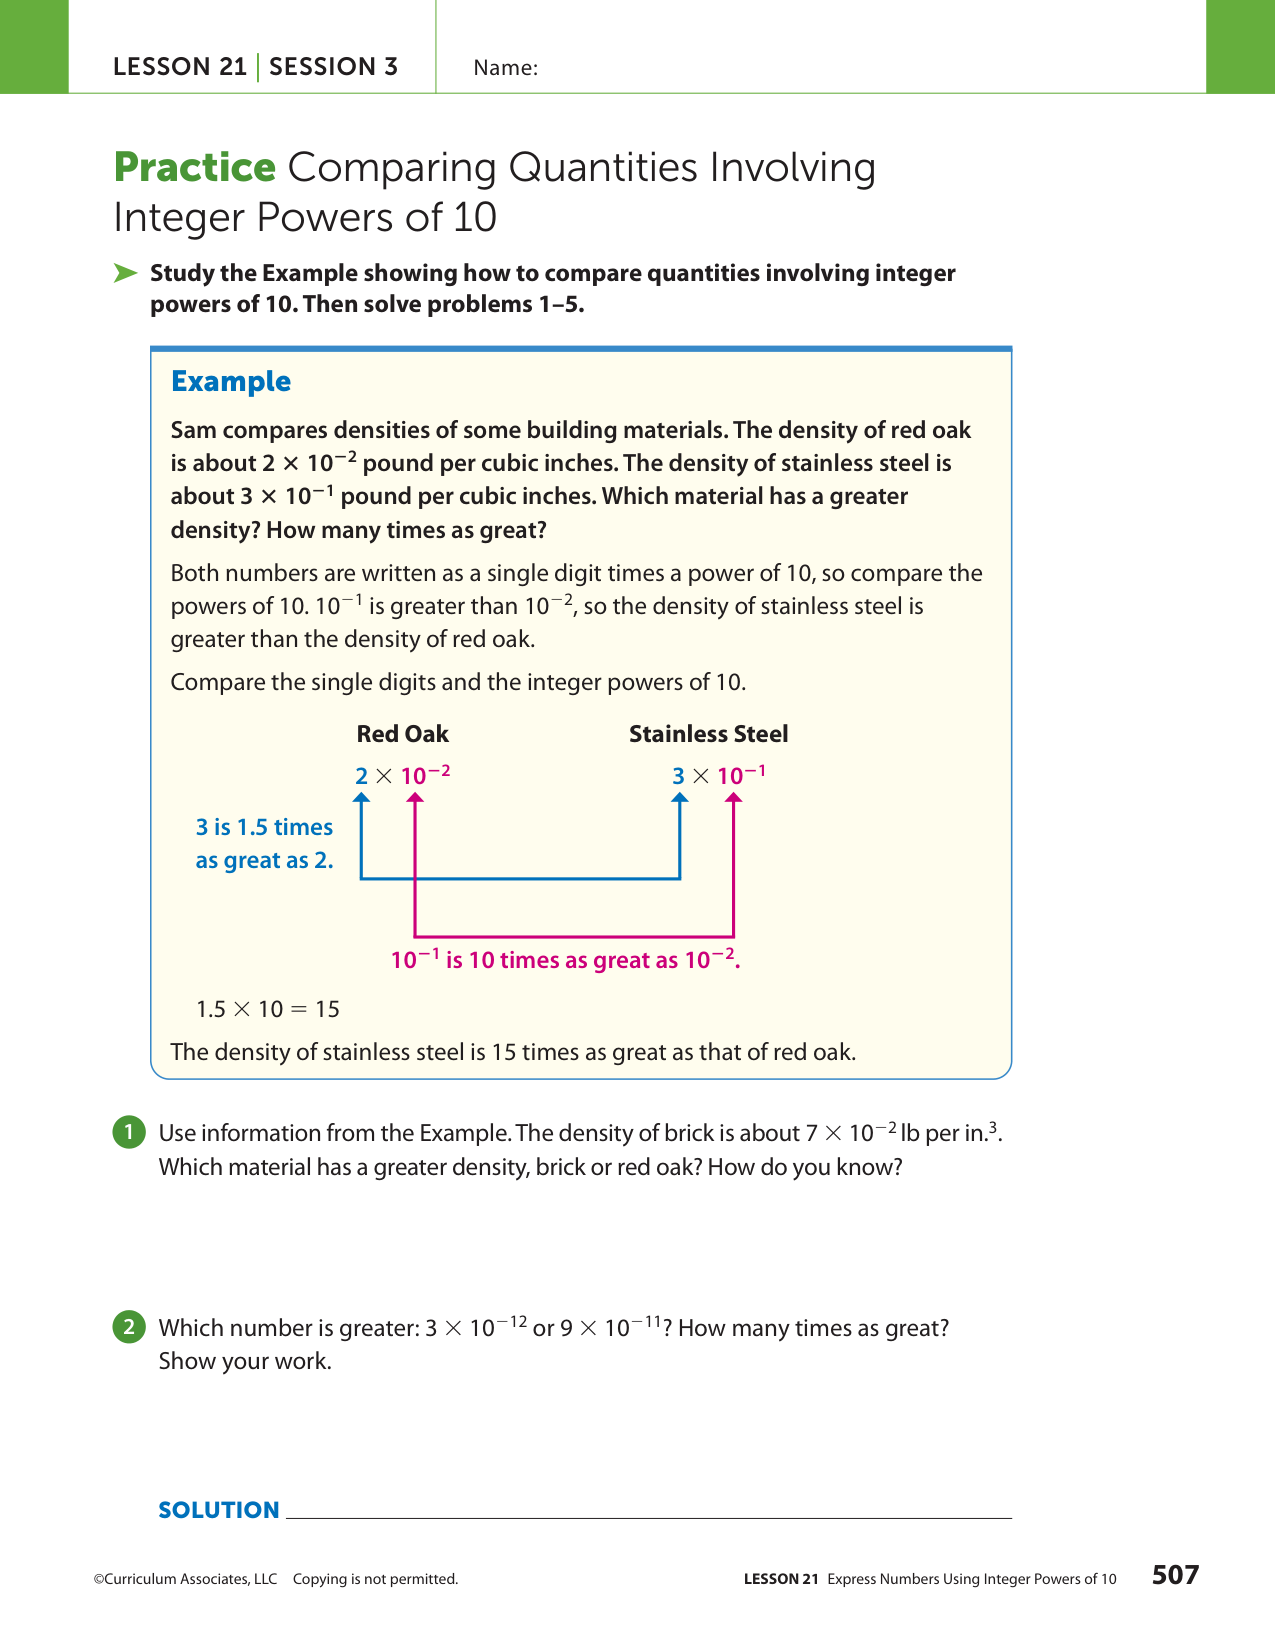 LESSON 21 | SESSION 3
Name:
Practice Comparing Quantities Involving
Integer Powers of 10
➤ Study the Example showing how to compare quantities involving integer
powers of 10. Then solve problems 1–5.
Example
Sam compares densities of some building materials. The density of red oak
is about 2 × 10⁻² pound per cubic inches. The density of stainless steel is
about 3 × 10⁻¹ pound per cubic inches. Which material has a greater
density? How many times as great?
Both numbers are written as a single digit times a power of 10, so compare the
powers of 10. 10⁻¹ is greater than 10⁻², so the density of stainless steel is
greater than the density of red oak.
Compare the single digits and the integer powers of 10.
Red Oak
Stainless Steel
2 × 10⁻²
3 × 10⁻¹
3 is 1.5 times
as great as 2.
10⁻¹ is 10 times as great as 10⁻².
1.5 × 10 = 15
The density of stainless steel is 15 times as great as that of red oak.
1 Use information from the Example. The density of brick is about 7 × 10⁻² lb per in.³.
Which material has a greater density, brick or red oak? How do you know?
2 Which number is greater: 3 × 10⁻¹² or 9 × 10⁻¹¹? How many times as great?
Show your work.
SOLUTION
©Curriculum Associates, LLC Copying is not permitted.
LESSON 21 Express Numbers Using Integer Powers of 10
507